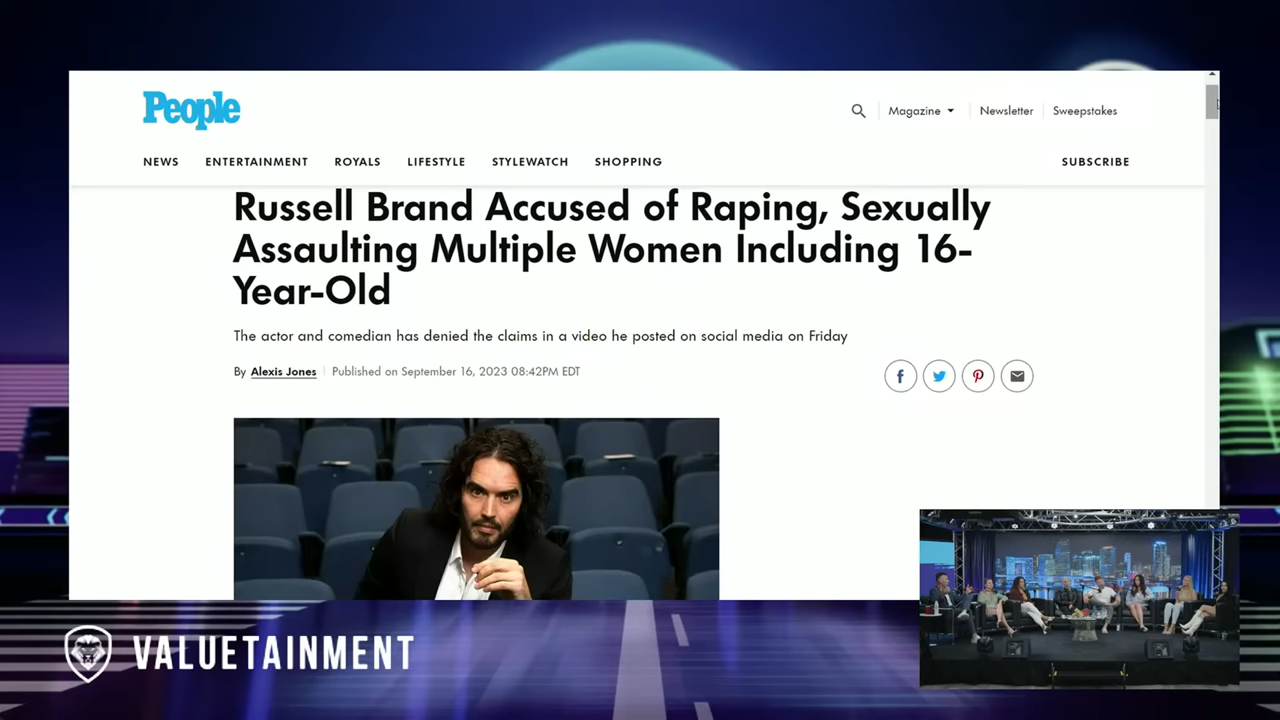 People
Magazine
Newsletter
Sweepstakes
NEWS
ENTERTAINMENT
ROYALS
LIFESTYLE
STYLEWATCH
SHOPPING
SUBSCRIBE
Russell Brand Accused of Raping, Sexually
Assaulting Multiple Women Including 16-
Year-Old
The actor and comedian has denied the claims in a video he posted on social media on Friday
By Alexis Jones
Published on September 16, 2023 08:42PM EDT
VALUETAINMENT